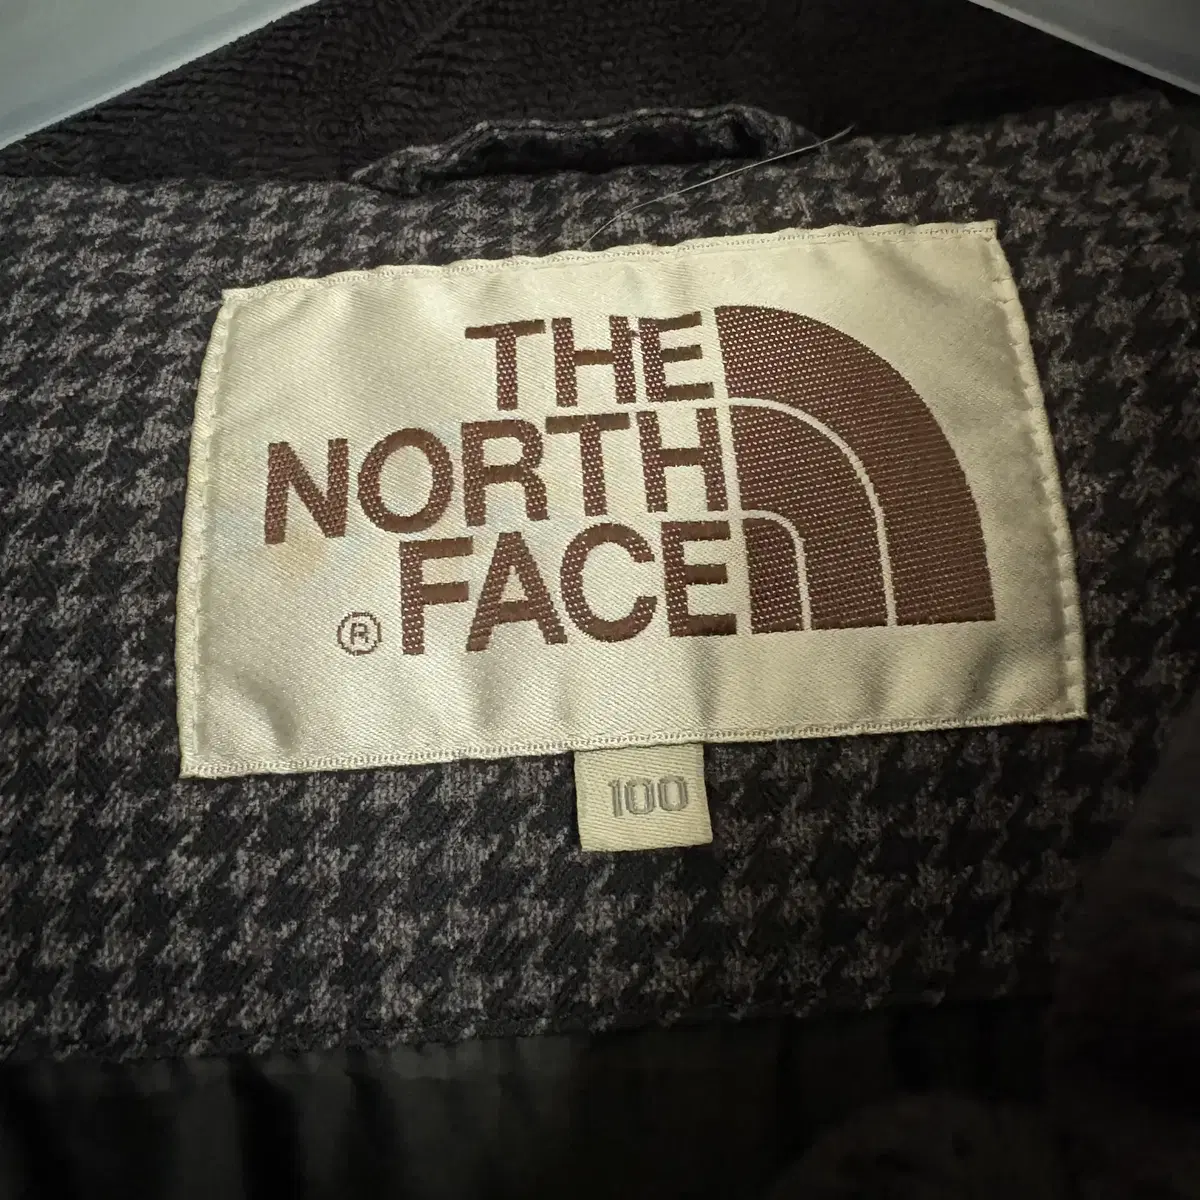 THE
NORTH
® FACE
100